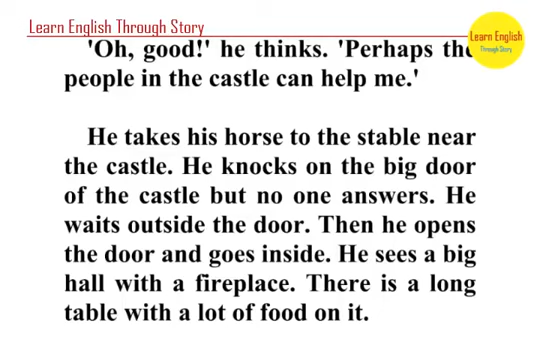 Learn English Through Story
Learn English
Through Story
'Oh, good!' he thinks. 'Perhaps the
people in the castle can help me.'
He takes his horse to the stable near
the castle. He knocks on the big door
of the castle but no one answers. He
waits outside the door. Then he opens
the door and goes inside. He sees a big
hall with a fireplace. There is a long
table with a lot of food on it.